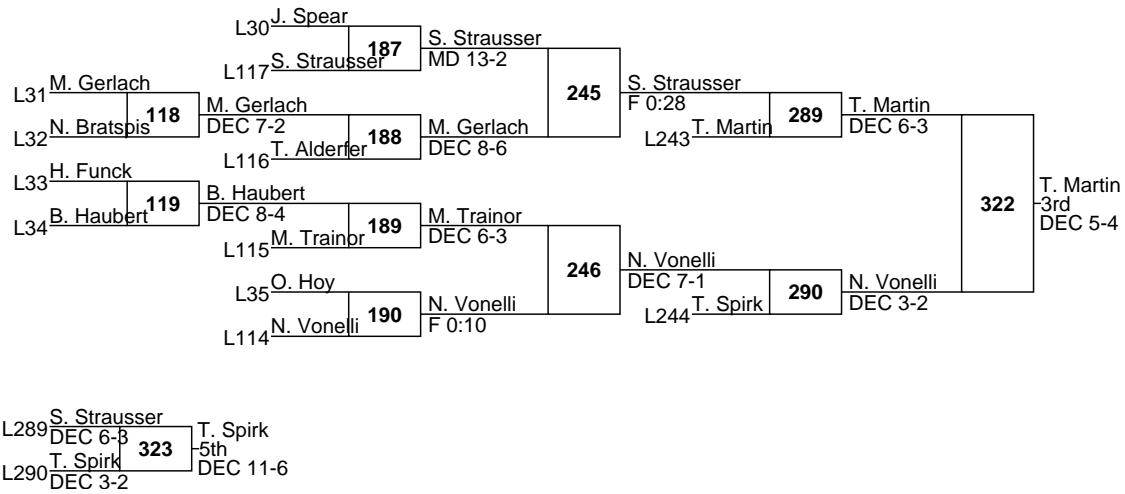 J. Spear
L30
187
S. Strausser
MD 13-2
S. Strausser
L117
M. Gerlach
L31
118
M. Gerlach
DEC 7-2
N. Bratspis
L32
188
M. Gerlach
DEC 8-6
T. Alderfer
L116
245
S. Strausser
F 0:28
T. Martin
L243
289
T. Martin
DEC 6-3
H. Funck
L33
119
B. Haubert
DEC 8-4
B. Haubert
L34
189
M. Trainor
DEC 6-3
M. Trainor
L115
O. Hoy
L35
190
N. Vonelli
F 0:10
N. Vonelli
L114
246
N. Vonelli
DEC 7-1
T. Spirk
L244
290
N. Vonelli
DEC 3-2
322
T. Martin
3rd
DEC 5-4
S. Strausser
L289
DEC 6-3
323
T. Spirk
5th
DEC 11-6
T. Spirk
L290
DEC 3-2